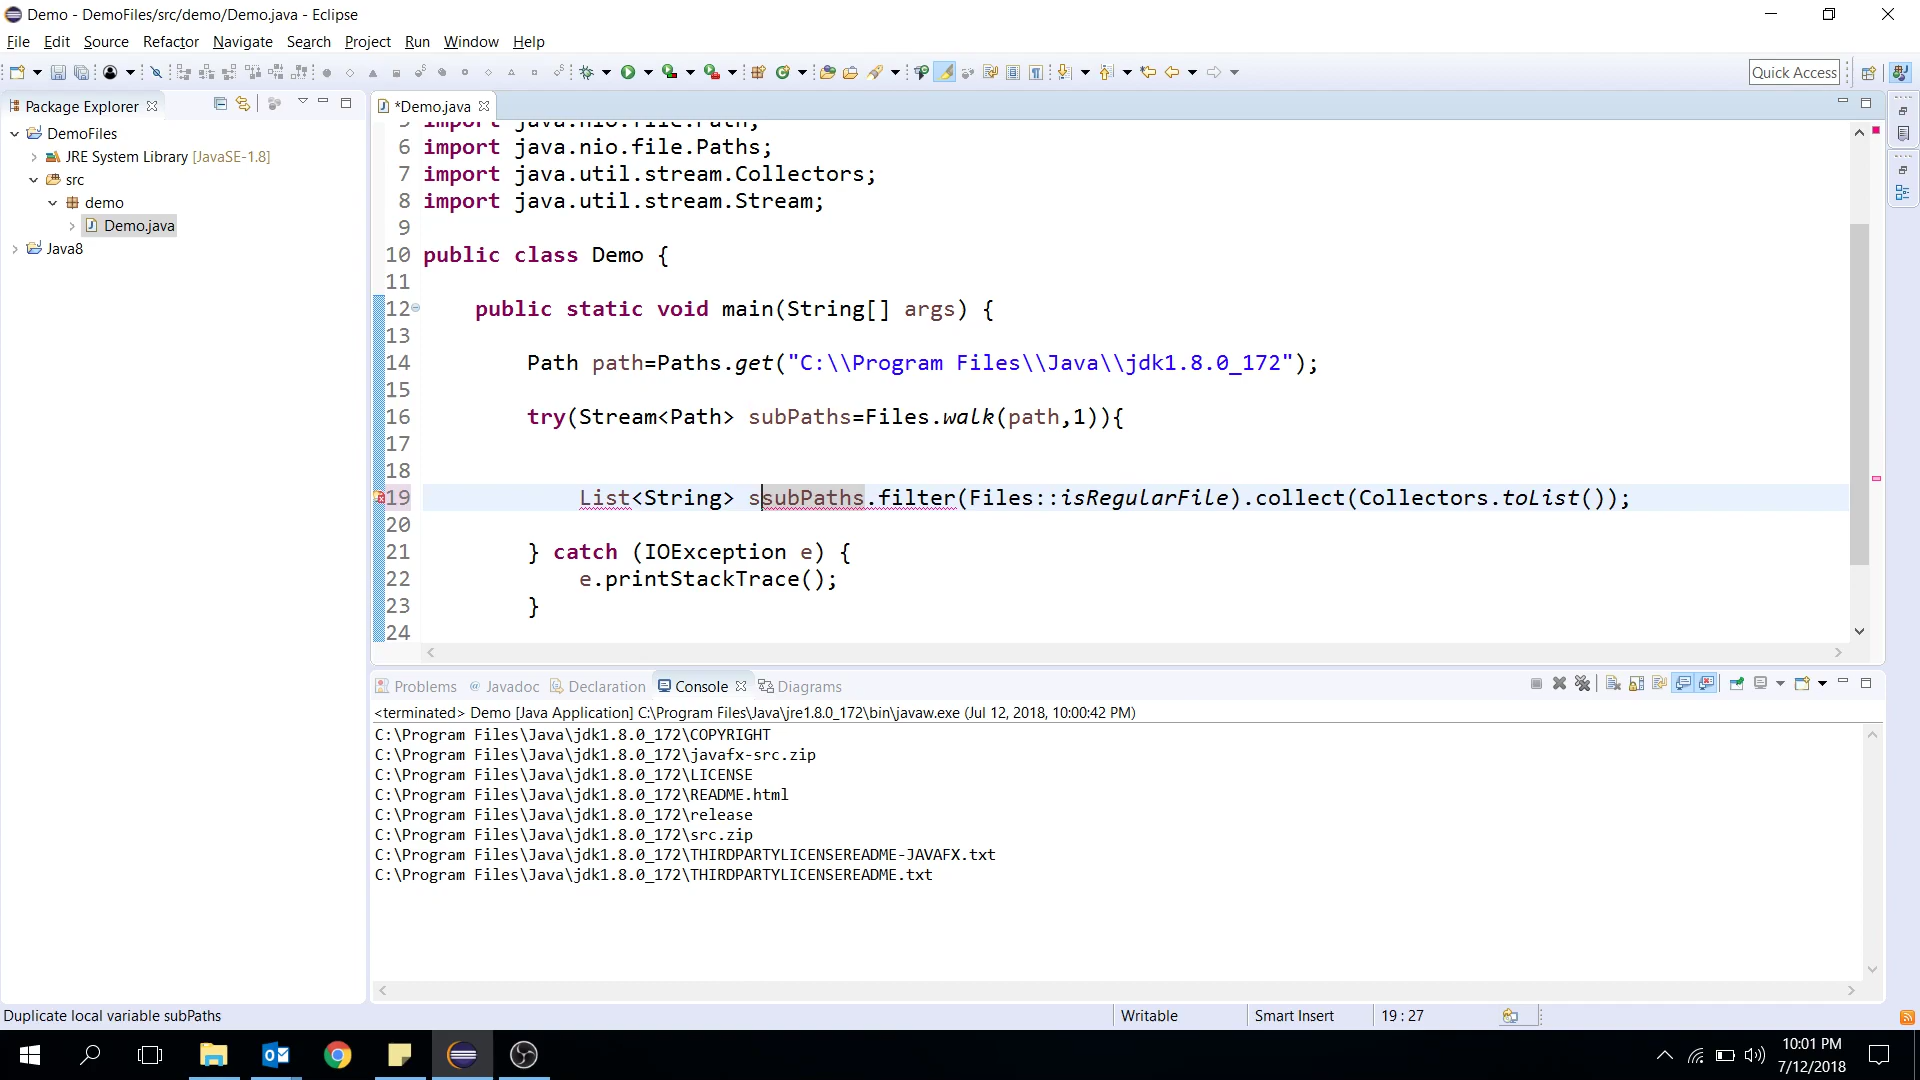 Demo - DemoFiles/src/demo/Demo.java - Eclipse
File Edit Source Refactor Navigate Search Project Run Window Help
Quick Access
Package Explorer
*Demo.java
DemoFiles
JRE System Library [JavaSE-1.8]
src
demo
Demo.java
Java8
5 import java.nio.file.Path;
6 import java.nio.file.Paths;
7 import java.util.stream.Collectors;
8 import java.util.stream.Stream;
9
10 public class Demo {
11
12 public static void main(String[] args) {
13
14 Path path=Paths.get("C:\\Program Files\\Java\\jdk1.8.0_172");
15
16 try(Stream<Path> subPaths=Files.walk(path,1)){
17
18
19 List<String> ssubPaths.filter(Files::isRegularFile).collect(Collectors.toList());
20
21 } catch (IOException e) {
22 e.printStackTrace();
23 }
24
Problems Javadoc Declaration Console Diagrams
<terminated> Demo [Java Application] C:\Program Files\Java\jre1.8.0_172\bin\javaw.exe (Jul 12, 2018, 10:00:42 PM)
C:\Program Files\Java\jdk1.8.0_172\COPYRIGHT
C:\Program Files\Java\jdk1.8.0_172\javafx-src.zip
C:\Program Files\Java\jdk1.8.0_172\LICENSE
C:\Program Files\Java\jdk1.8.0_172\README.html
C:\Program Files\Java\jdk1.8.0_172\release
C:\Program Files\Java\jdk1.8.0_172\src.zip
C:\Program Files\Java\jdk1.8.0_172\THIRDPARTYLICENSEREADME-JAVAFX.txt
C:\Program Files\Java\jdk1.8.0_172\THIRDPARTYLICENSEREADME.txt
Duplicate local variable subPaths
Writable
Smart Insert
19 : 27
10:01 PM
7/12/2018